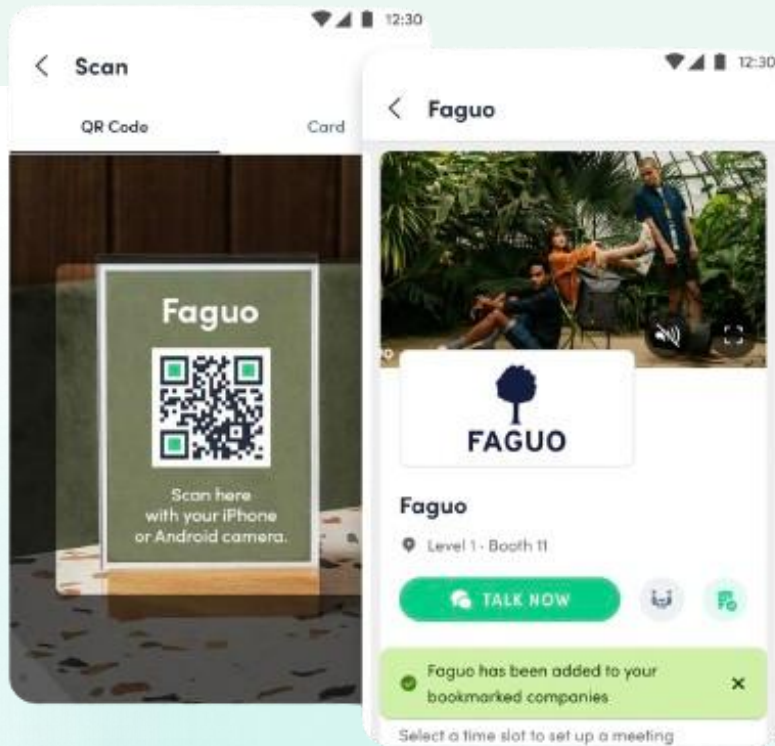 12:30
Scan
QR Code
Card
Faguo
Scan here
with your iPhone
or Android camera.
12:30
Faguo
FAGUO
Faguo
Level 1 - Booth 11
TALK NOW
Faguo has been added to your
bookmarked companies
Select a time slot to set up a meeting